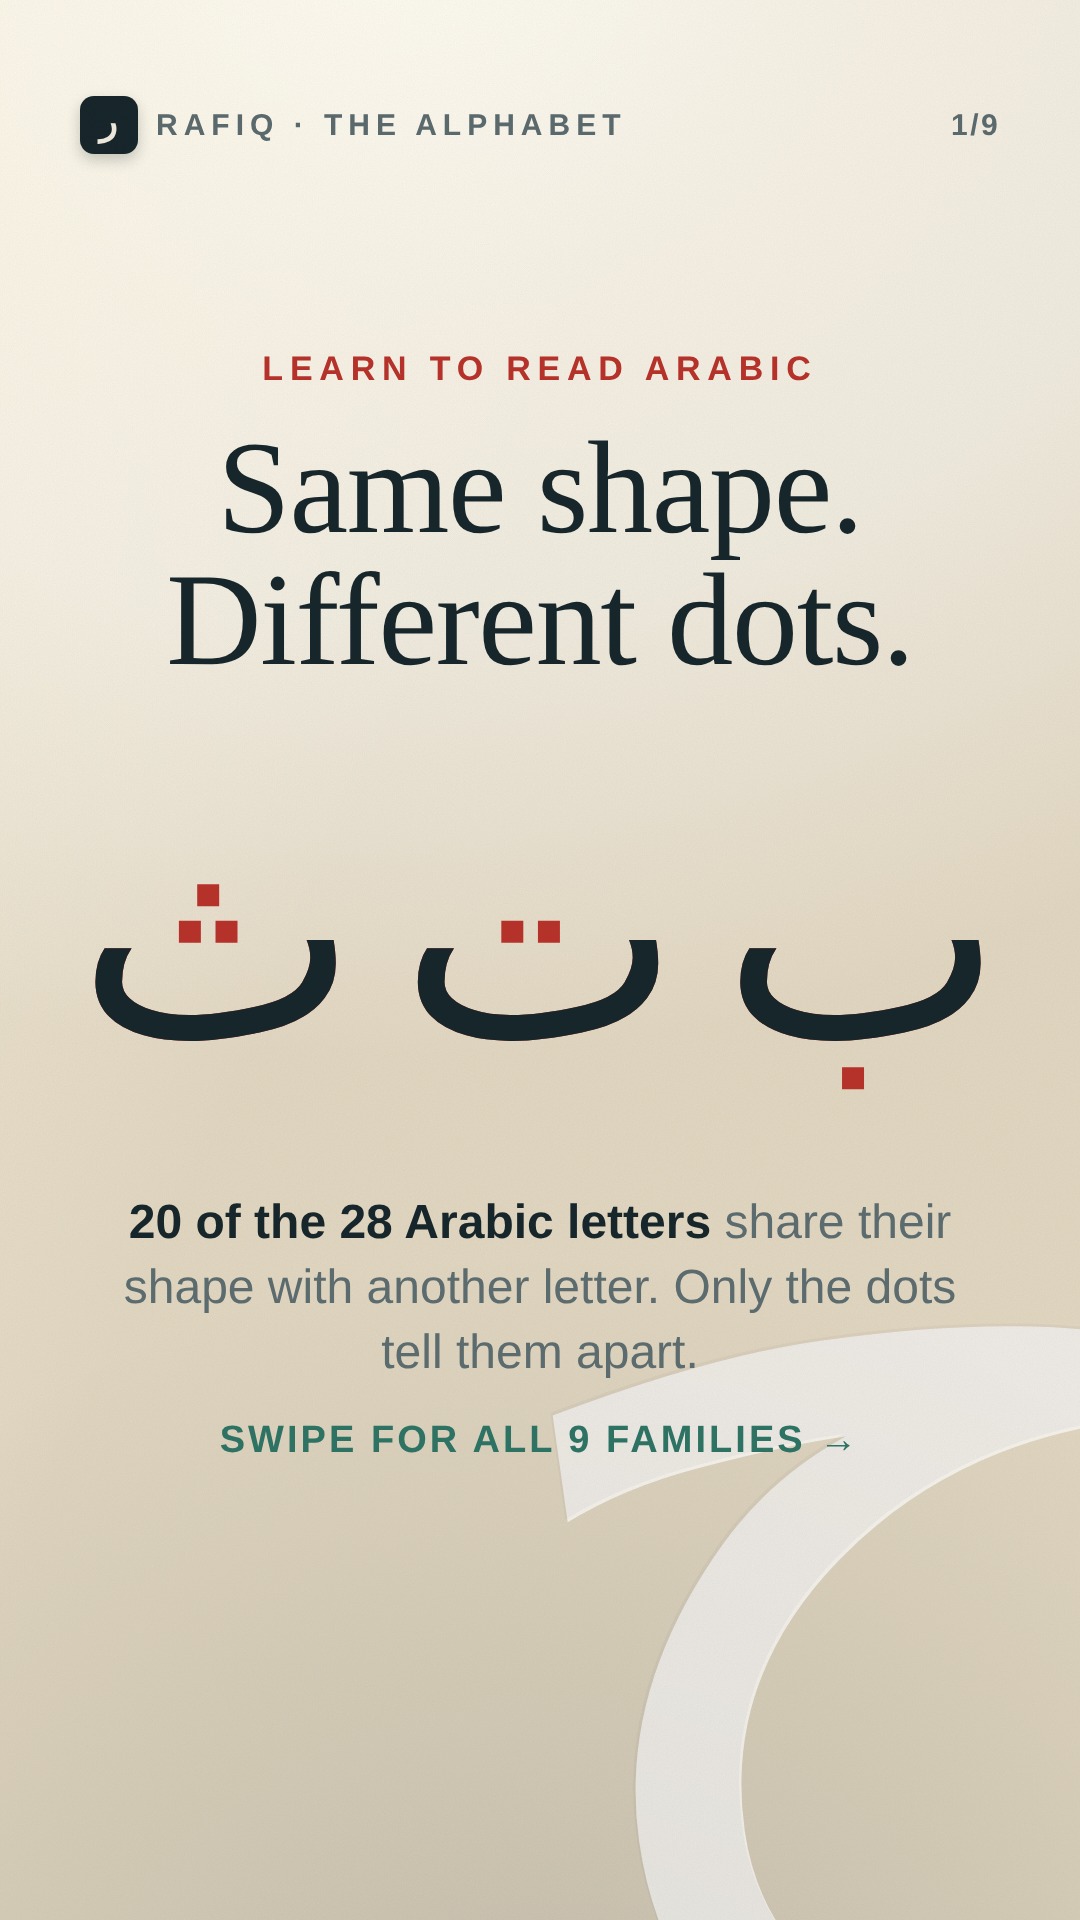 ر RAFIQ · THE ALPHABET 1/9
LEARN TO READ ARABIC
Same shape.
Different dots.
ب ت ث
20 of the 28 Arabic letters share their
shape with another letter. Only the dots
tell them apart.
SWIPE FOR ALL 9 FAMILIES →
ح